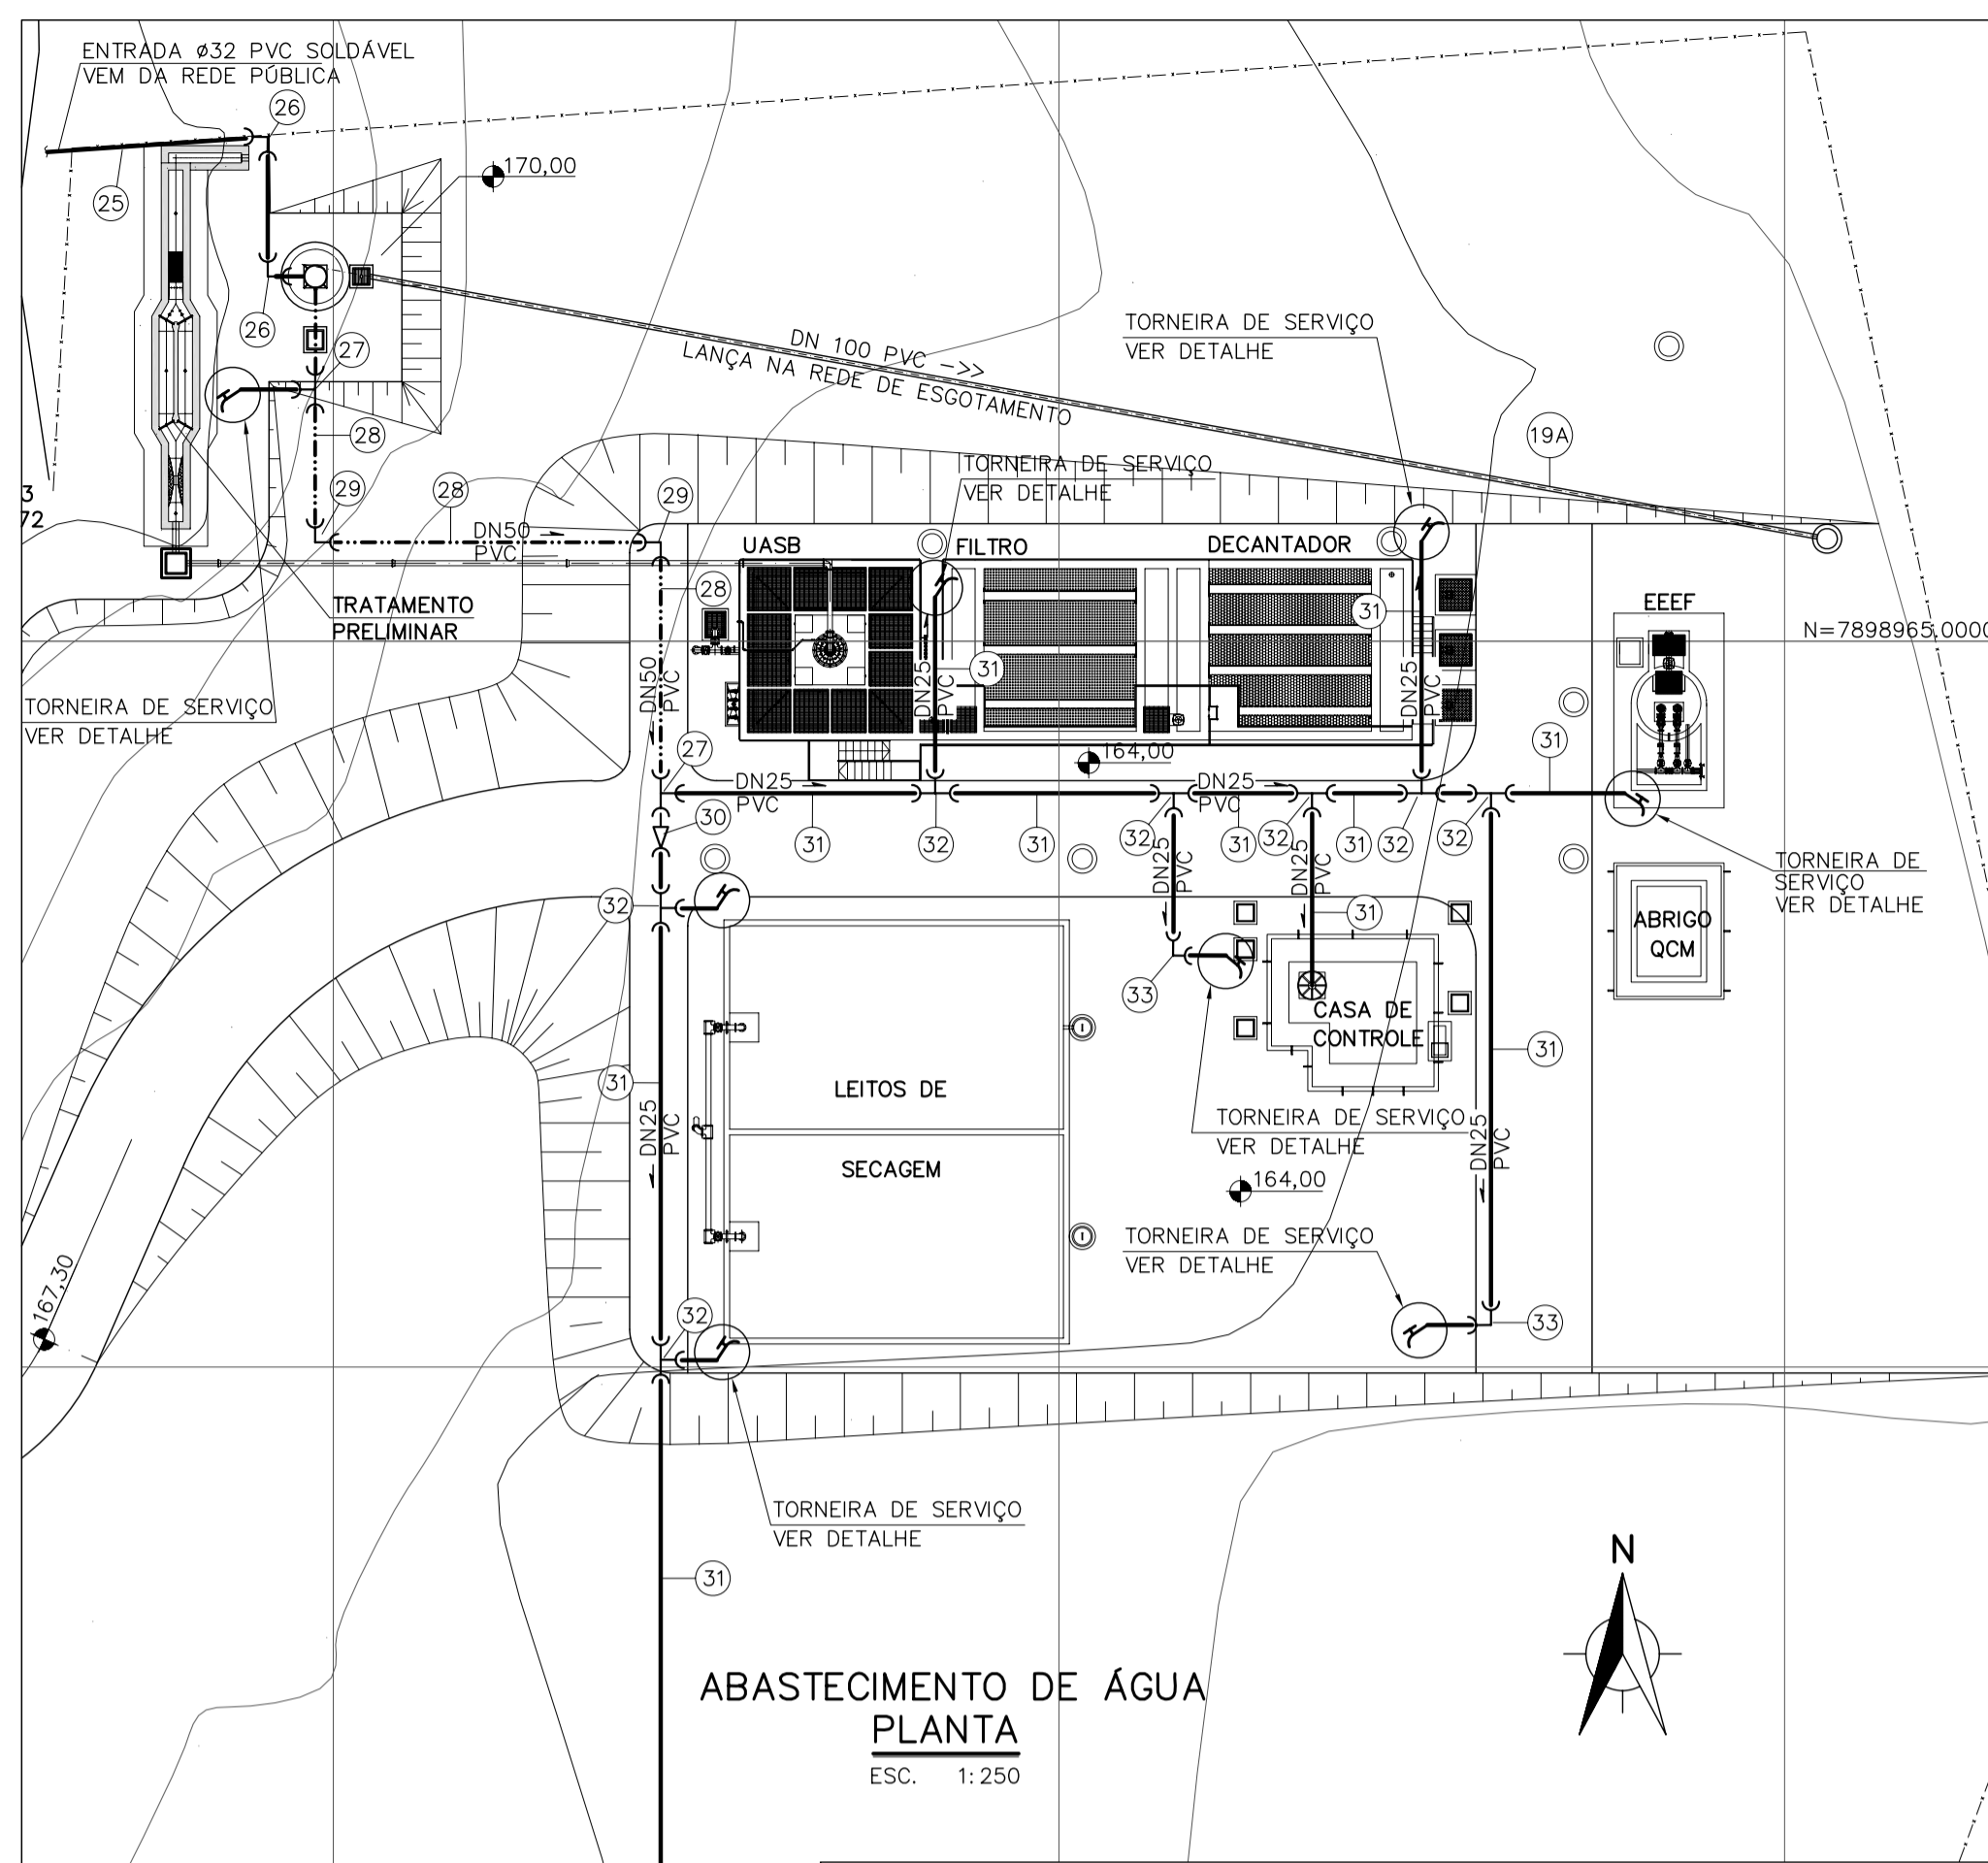 ENTRADA ø32 PVC SOLDÁVEL
VEM DA REDE PÚBLICA
26
25
170,00
26
27
28
29
28
29
DN 100 PVC ->>
LANÇA NA REDE DE ESGOTAMENTO
TORNEIRA DE SERVIÇO
VER DETALHE
19A
TORNEIRA DE SERVIÇO
VER DETALHE
3
72
DN50
PVC
UASB
FILTRO
DECANTADOR
28
31
EEEF
TRATAMENTO
PRELIMINAR
N=7898965,0000
DN50
PVC
DN25
PVC
31
DN25
PVC
TORNEIRA DE SERVIÇO
VER DETALHE
27
164,00
31
DN25
PVC
DN25
PVC
30
31
32
31
32
31
32
31
32
32
DN25
PVC
DN25
PVC
TORNEIRA DE
SERVIÇO
VER DETALHE
32
31
ABRIGO
QCM
33
CASA DE
CONTROLE
31
31
LEITOS DE
SECAGEM
DN25
PVC
TORNEIRA DE SERVIÇO
VER DETALHE
DN25
PVC
164,00
TORNEIRA DE SERVIÇO
VER DETALHE
167,30
32
33
TORNEIRA DE SERVIÇO
VER DETALHE
31
N
ABASTECIMENTO DE ÁGUA
PLANTA
ESC. 1:250